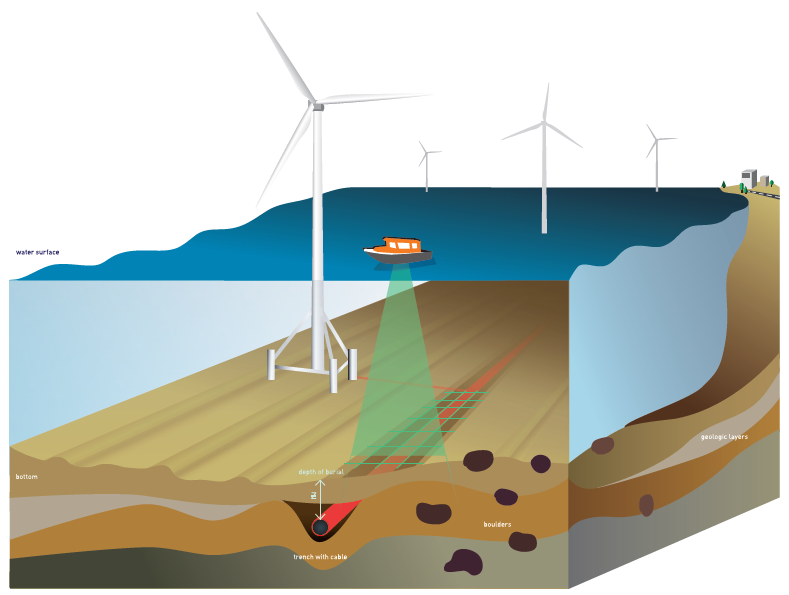 water surface
geologic layers
depth of burial
bottom
boulders
trench with cable